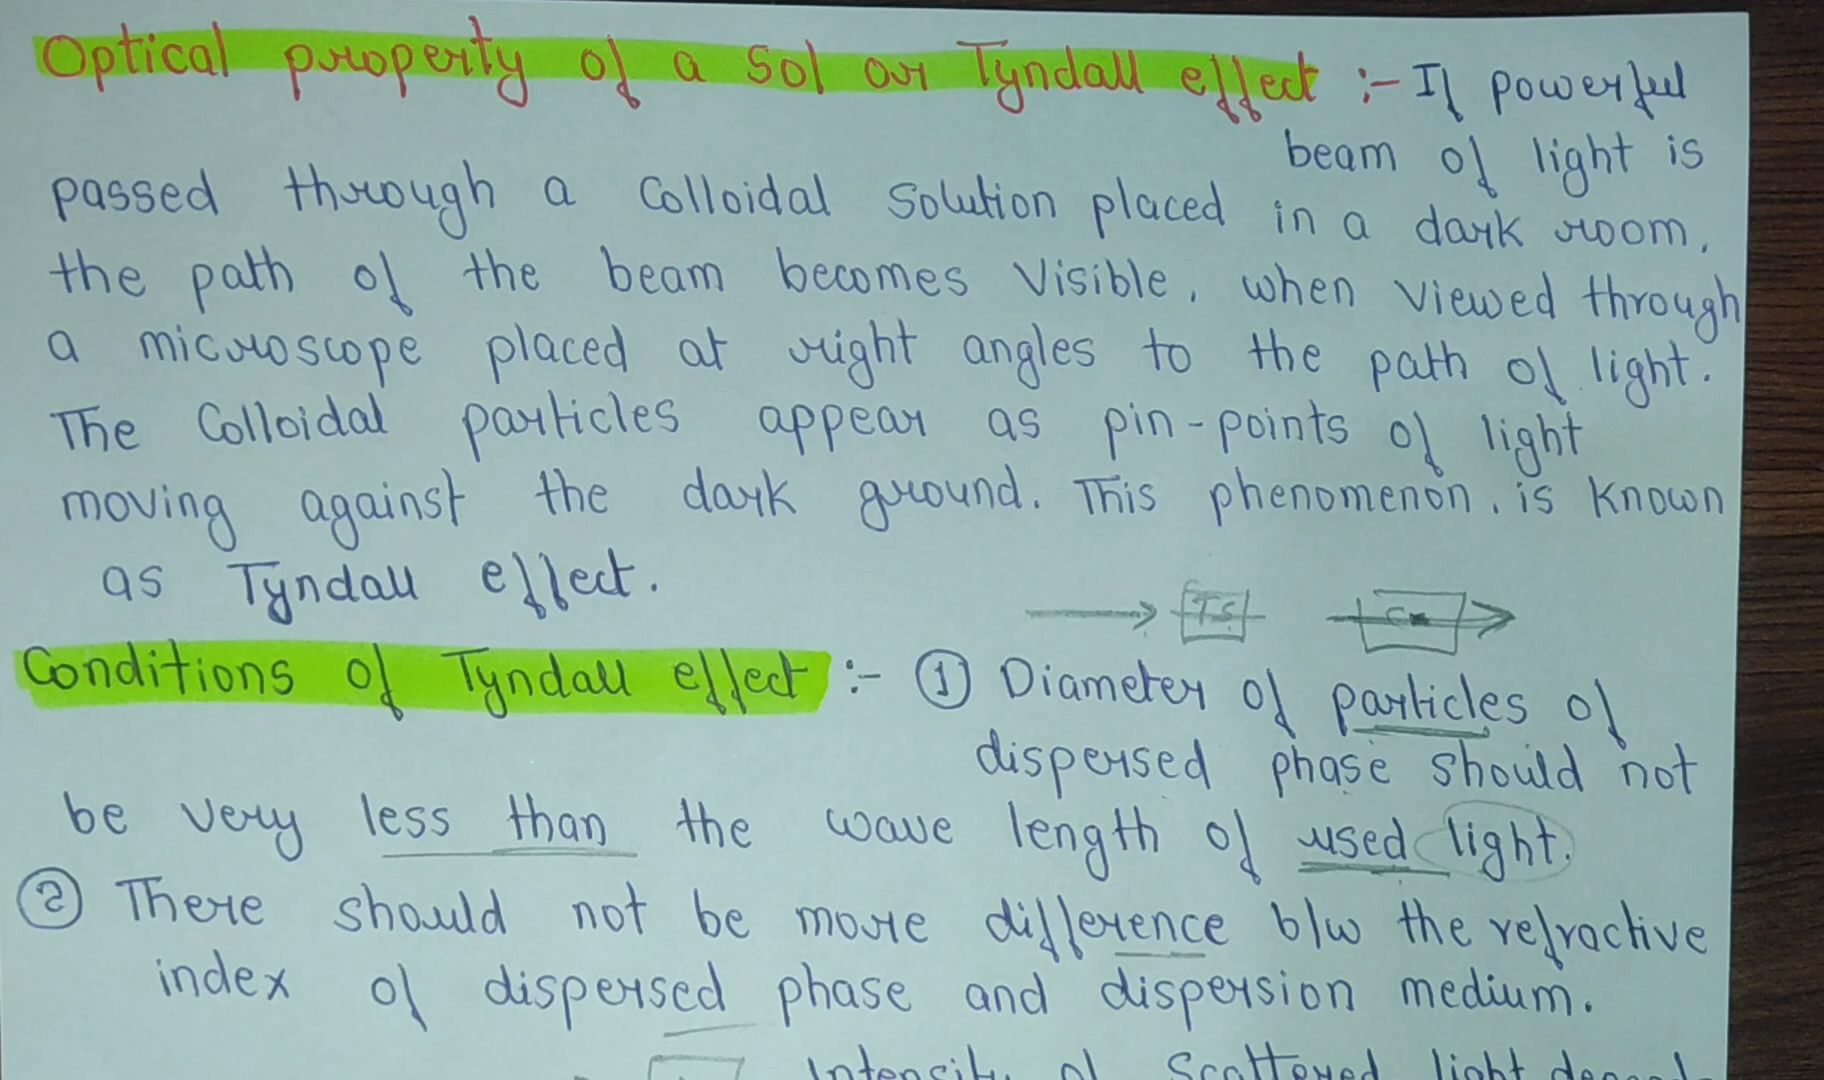 Optical property of a Sol or Tyndall effect :- If powerful
beam of light is
passed through a Colloidal Solution placed in a dark room,
the path of the beam becomes Visible, when viewed through
a microscope placed at right angles to the path of light.
The Colloidal particles appear as pin-points of light
moving against the dark ground. This phenomenon. is Known
as Tyndall effect.
T.S
Conditions of Tyndall effect :- ① Diameter of particles of
dispersed phase should not
be very less than the wave length of used light.
② There should not be more difference b/w the refractive
index of dispersed phase and dispersion medium.
Intensity of Scattered light